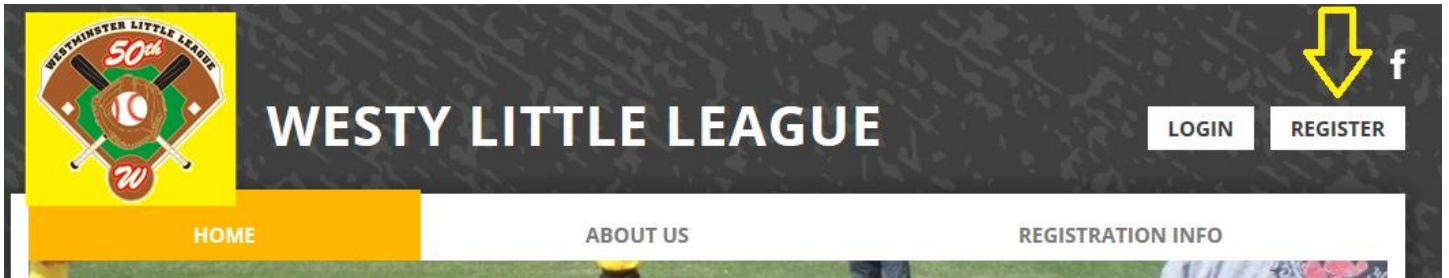 WESTMINSTER LITTLE LEAGUE
50th
W
f
WESTY LITTLE LEAGUE
LOGIN
REGISTER
HOME
ABOUT US
REGISTRATION INFO